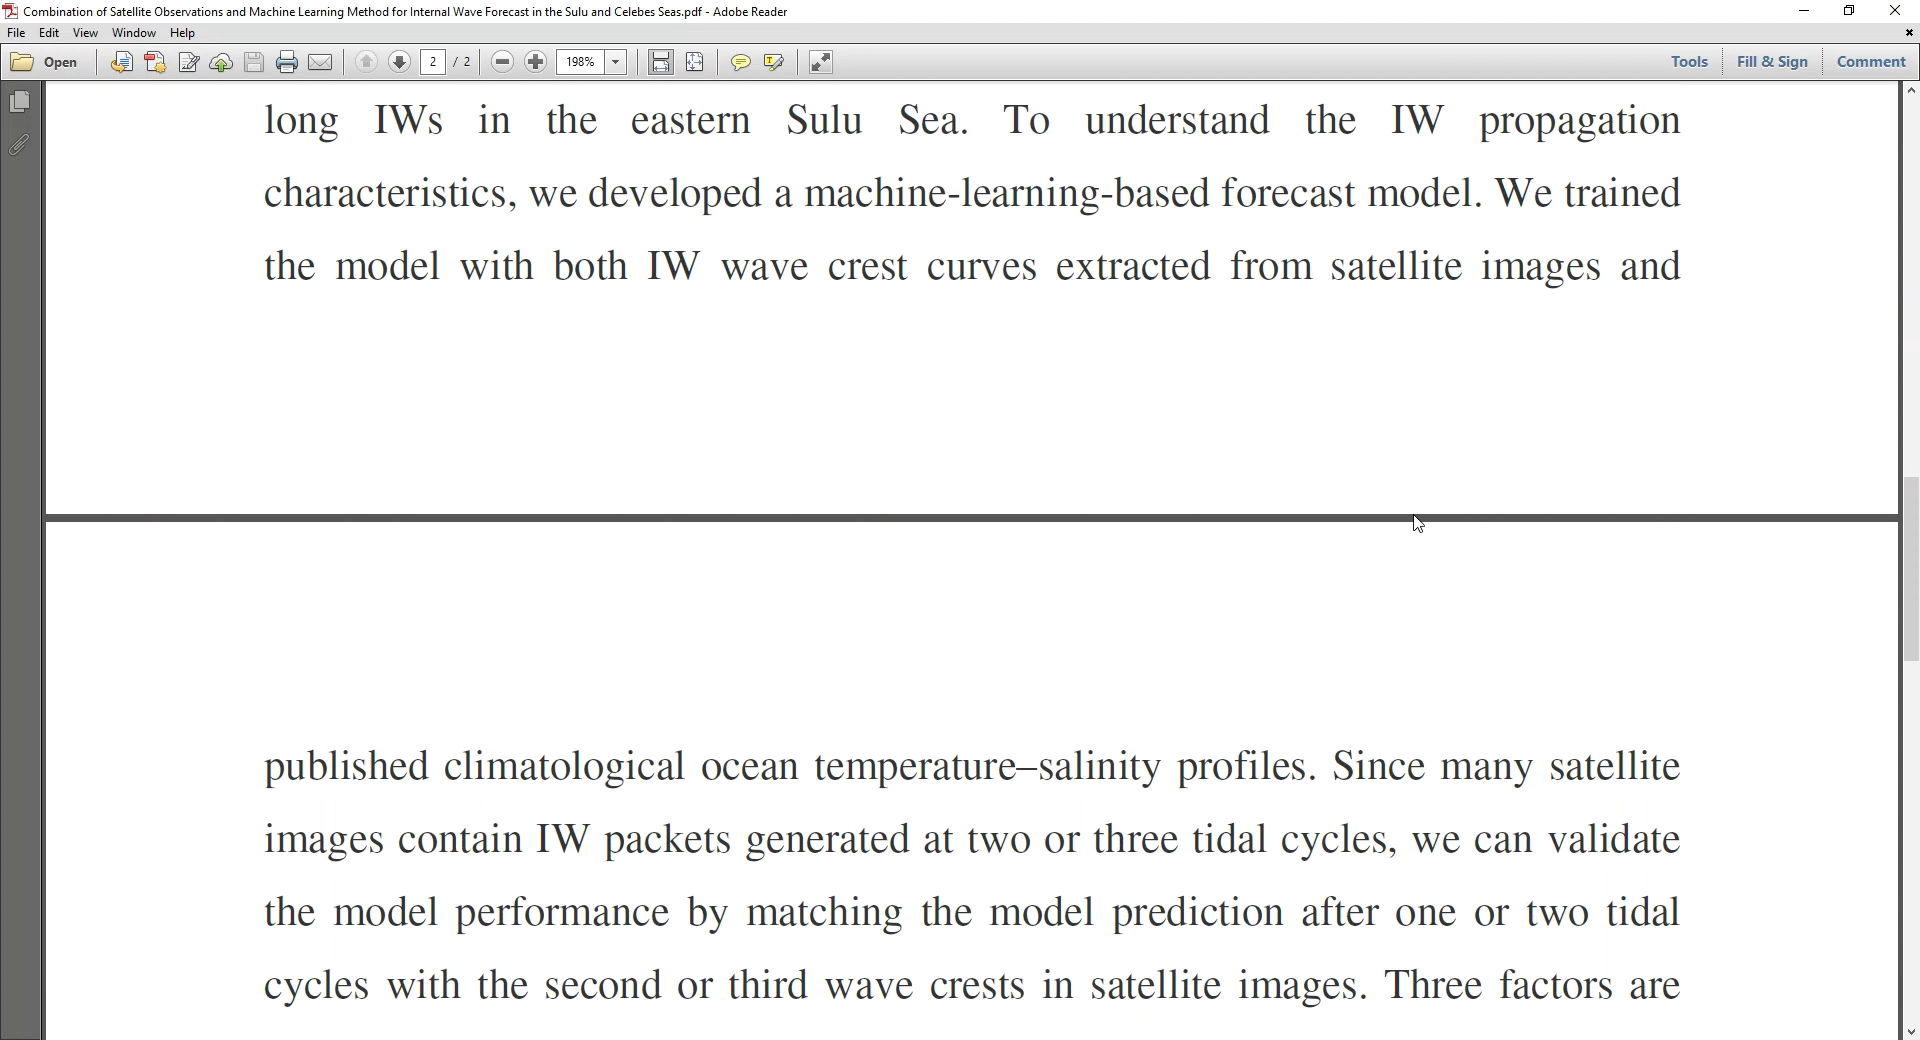 Combination of Satellite Observations and Machine Learning Method for Internal Wave Forecast in the Sulu and Celebes Seas.pdf - Adobe Reader
File Edit View Window Help
Open 2 / 2 198% Tools Fill & Sign Comment
long IWs in the eastern Sulu Sea. To understand the IW propagation
characteristics, we developed a machine-learning-based forecast model. We trained
the model with both IW wave crest curves extracted from satellite images and
published climatological ocean temperature–salinity profiles. Since many satellite
images contain IW packets generated at two or three tidal cycles, we can validate
the model performance by matching the model prediction after one or two tidal
cycles with the second or third wave crests in satellite images. Three factors are